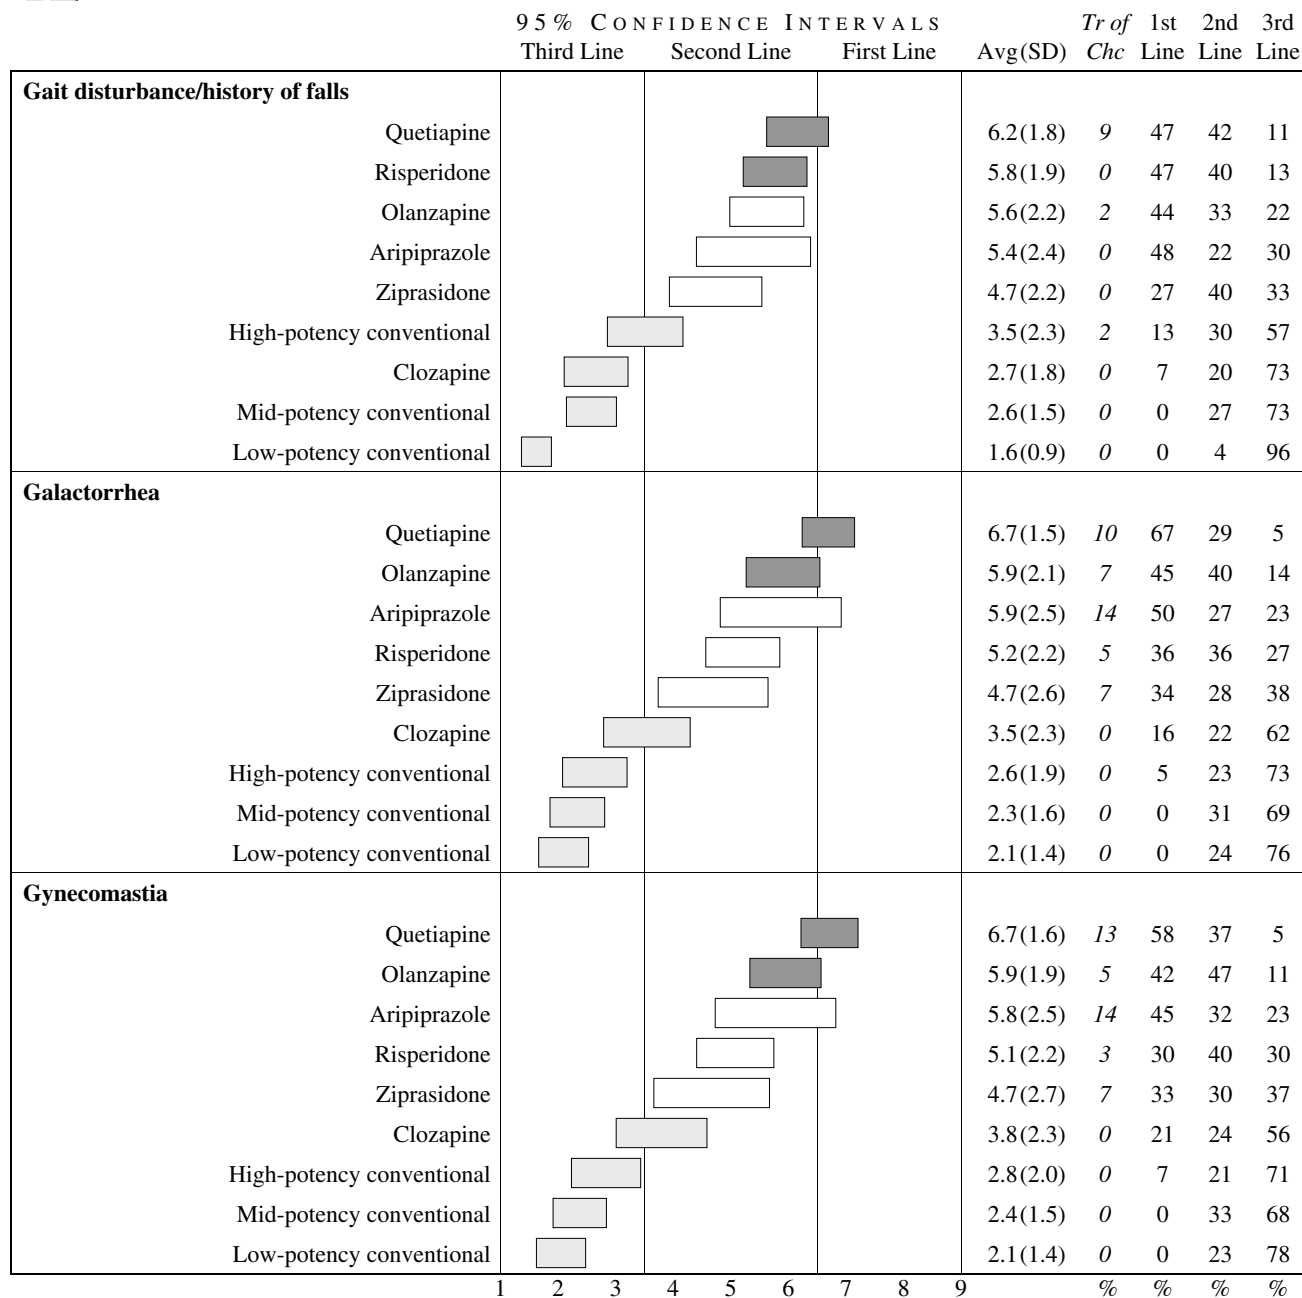 95% CONFIDENCE INTERVALS Tr of 1st 2nd 3rd
Third Line Second Line First Line Avg(SD) Chc Line Line Line
Gait disturbance/history of falls
Quetiapine 6.2(1.8) 9 47 42 11
Risperidone 5.8(1.9) 0 47 40 13
Olanzapine 5.6(2.2) 2 44 33 22
Aripiprazole 5.4(2.4) 0 48 22 30
Ziprasidone 4.7(2.2) 0 27 40 33
High-potency conventional 3.5(2.3) 2 13 30 57
Clozapine 2.7(1.8) 0 7 20 73
Mid-potency conventional 2.6(1.5) 0 0 27 73
Low-potency conventional 1.6(0.9) 0 0 4 96
Galactorrhea
Quetiapine 6.7(1.5) 10 67 29 5
Olanzapine 5.9(2.1) 7 45 40 14
Aripiprazole 5.9(2.5) 14 50 27 23
Risperidone 5.2(2.2) 5 36 36 27
Ziprasidone 4.7(2.6) 7 34 28 38
Clozapine 3.5(2.3) 0 16 22 62
High-potency conventional 2.6(1.9) 0 5 23 73
Mid-potency conventional 2.3(1.6) 0 0 31 69
Low-potency conventional 2.1(1.4) 0 0 24 76
Gynecomastia
Quetiapine 6.7(1.6) 13 58 37 5
Olanzapine 5.9(1.9) 5 42 47 11
Aripiprazole 5.8(2.5) 14 45 32 23
Risperidone 5.1(2.2) 3 30 40 30
Ziprasidone 4.7(2.7) 7 33 30 37
Clozapine 3.8(2.3) 0 21 24 56
High-potency conventional 2.8(2.0) 0 7 21 71
Mid-potency conventional 2.4(1.5) 0 0 33 68
Low-potency conventional 2.1(1.4) 0 0 23 78
1 2 3 4 5 6 7 8 9 % % % %